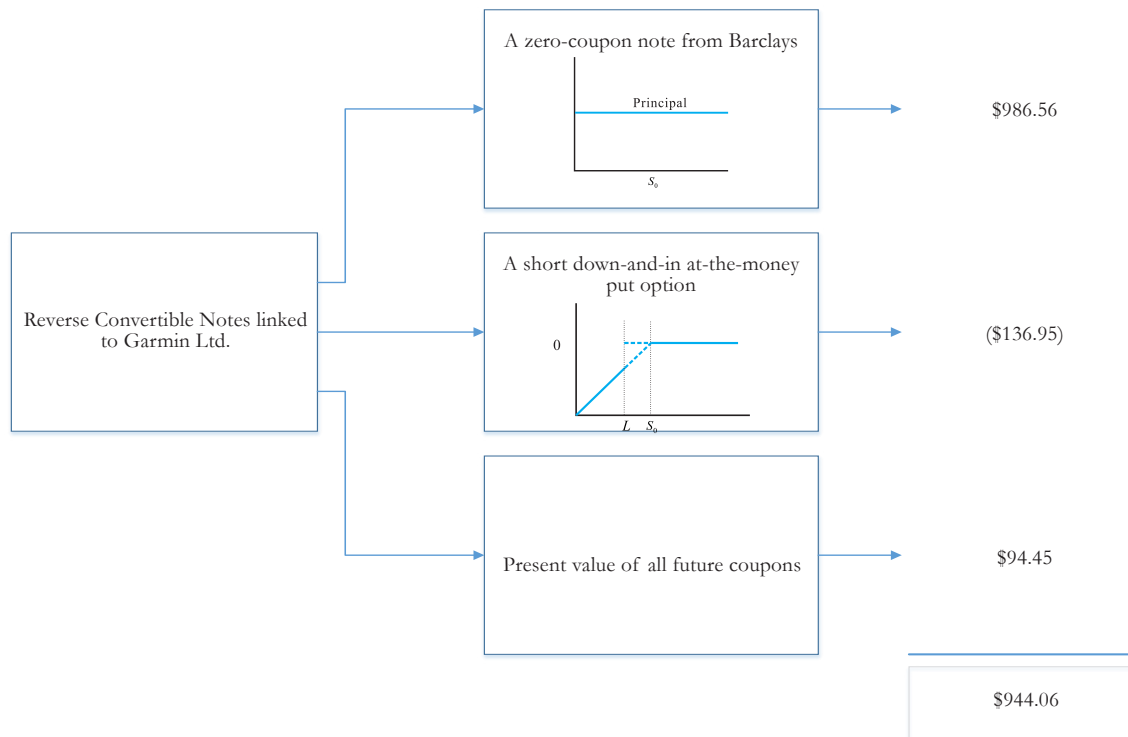 A zero-coupon note from Barclays
Principal
S₀
$986.56
Reverse Convertible Notes linked
to Garmin Ltd.
A short down-and-in at-the-money
put option
0
L S₀
($136.95)
Present value of all future coupons
$94.45
$944.06